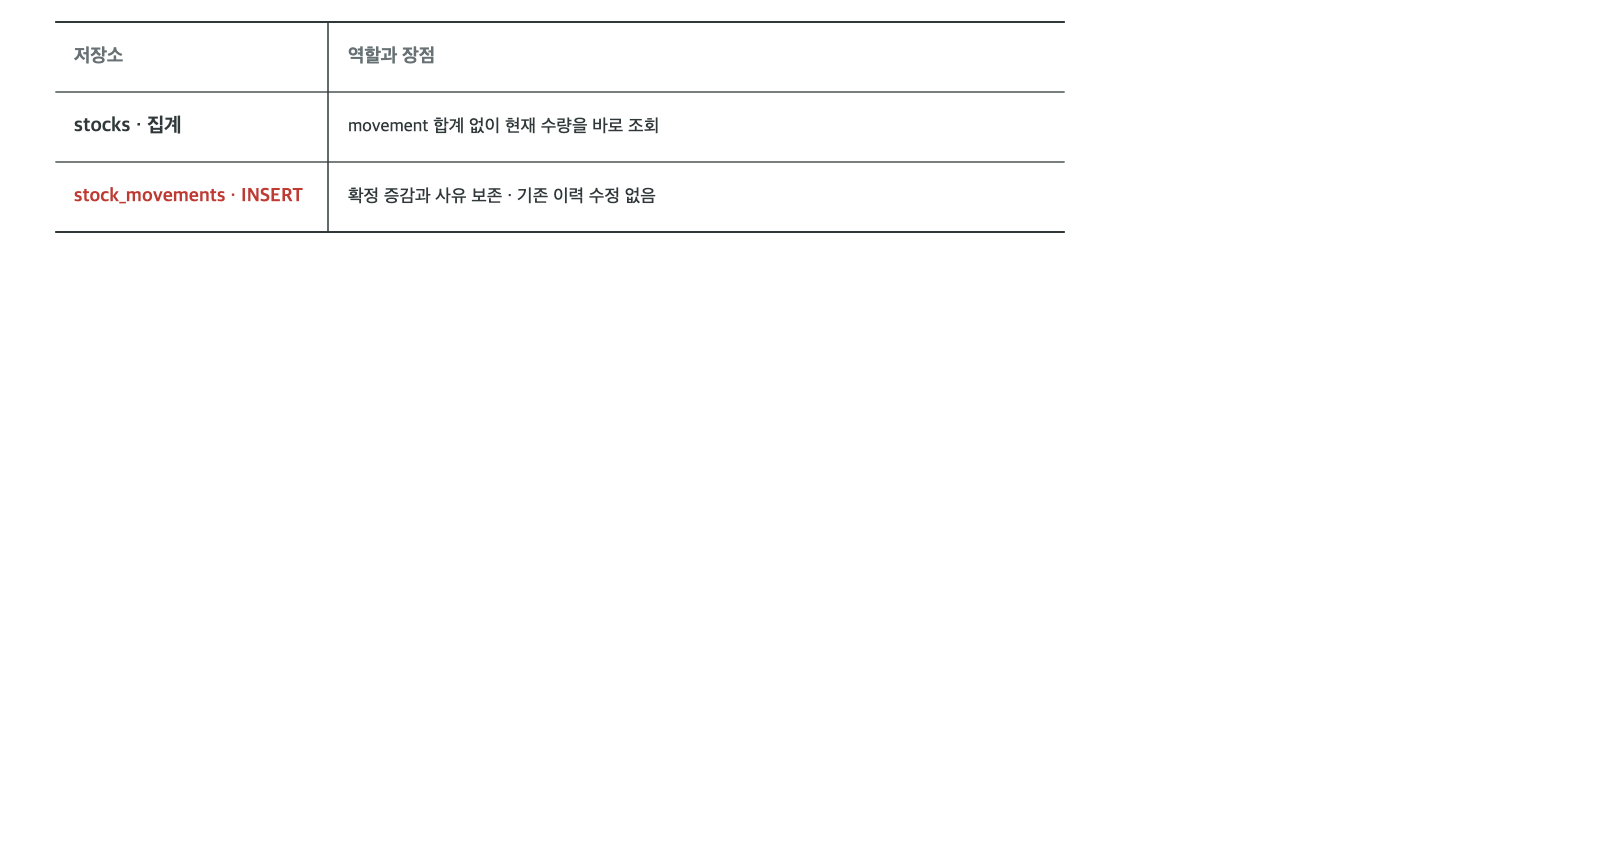 저장소
역할과 장점
stocks · 집계
movement 합계 없이 현재 수량을 바로 조회
stock_movements · INSERT
확정 증감과 사유 보존 · 기존 이력 수정 없음